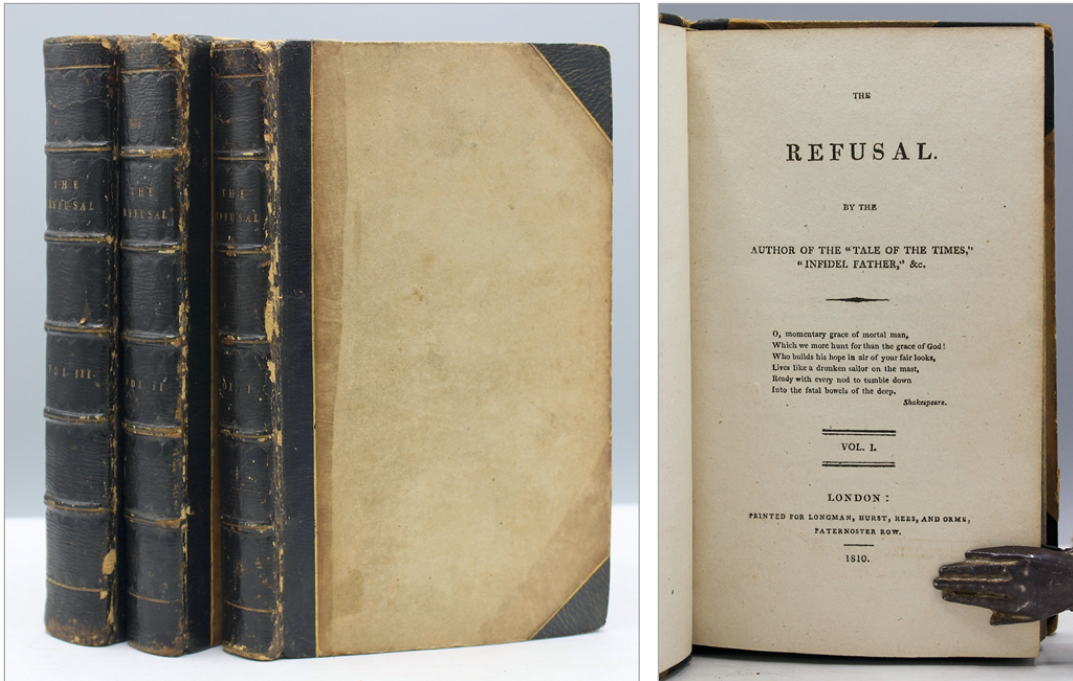 THE
REFUSAL
VOL III
THE
REFUSAL
VOL II
THE
REFUSAL
THE
REFUSAL.
BY THE
AUTHOR OF THE "TALE OF THE TIMES,"
"INFIDEL FATHER," &c.
O, momentary grace of mortal man,
Which we more hunt for than the grace of God!
Who builds his hope in air of your fair looks,
Lives like a drunken sailor on the mast,
Ready with every nod to tumble down
Into the fatal bowels of the deep.
Shakespeare.
VOL. I.
LONDON:
PRINTED FOR LONGMAN, HURST, REES, AND ORME,
PATERNOSTER ROW.
1810.